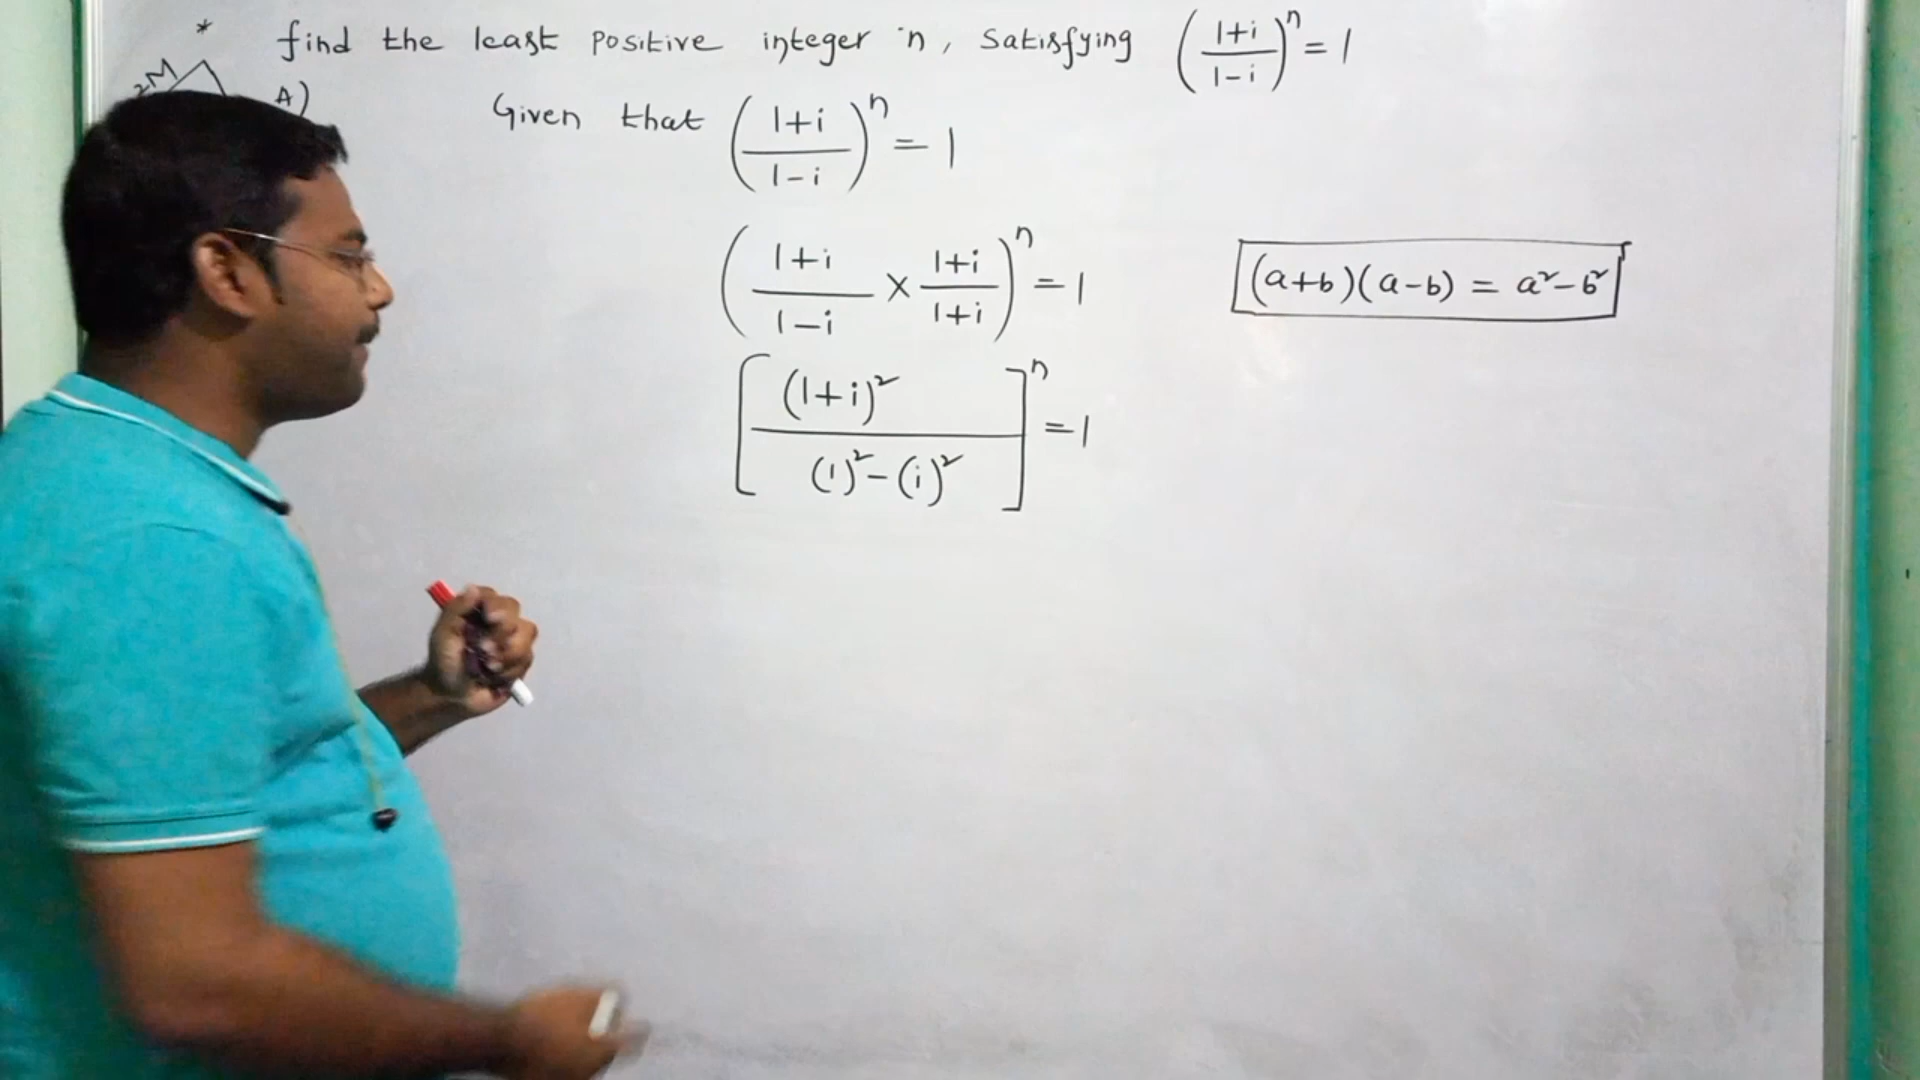 * find the least positive integer 'n, satisfying ((1+i)/(1-i))^n = 1
2M
A) Given that ((1+i)/(1-i))^n = 1
((1+i)/(1-i) × (1+i)/(1+i))^n = 1
(a+b)(a-b) = a²-b²
[(1+i)²/((1)²-(i)²)]^n = 1